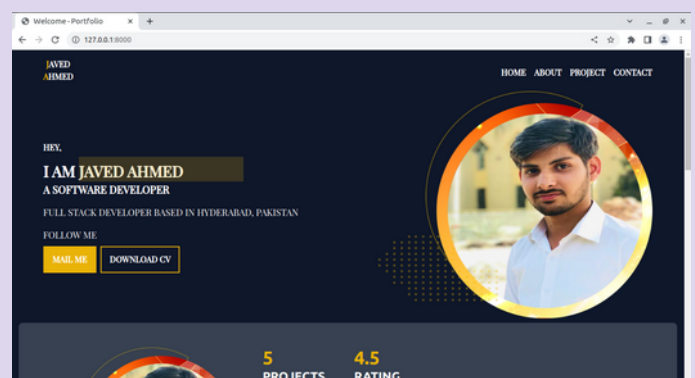 Welcome - Portfolio
127.0.0.1:8000
JAVED
AHMED
HOME ABOUT PROJECT CONTACT
HEY,
I AM JAVED AHMED
A SOFTWARE DEVELOPER
FULL STACK DEVELOPER BASED IN HYDERABAD, PAKISTAN
FOLLOW ME
MAIL ME DOWNLOAD CV
5 4.5
PROJECTS RATING